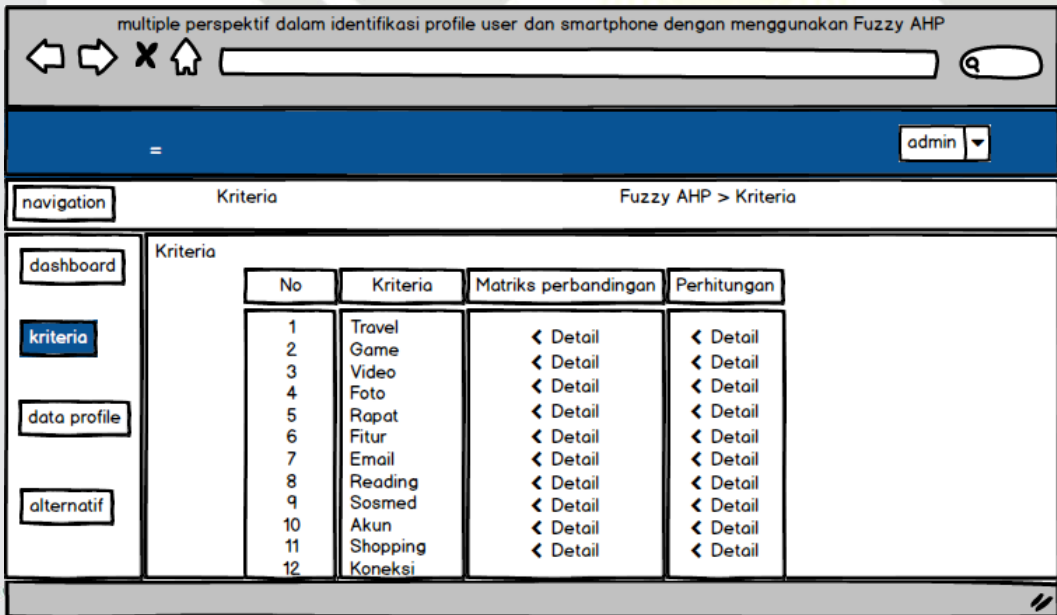 multiple perspektif dalam identifikasi profile user dan smartphone dengan menggunakan Fuzzy AHP
= admin
navigation Kriteria Fuzzy AHP > Kriteria
dashboard
kriteria
data profile
alternatif
Kriteria
No Kriteria Matriks perbandingan Perhitungan
1 Travel < Detail < Detail
2 Game < Detail < Detail
3 Video < Detail < Detail
4 Foto < Detail < Detail
5 Rapat < Detail < Detail
6 Fitur < Detail < Detail
7 Email < Detail < Detail
8 Reading < Detail < Detail
9 Sosmed < Detail < Detail
10 Akun < Detail < Detail
11 Shopping
12 Koneksi